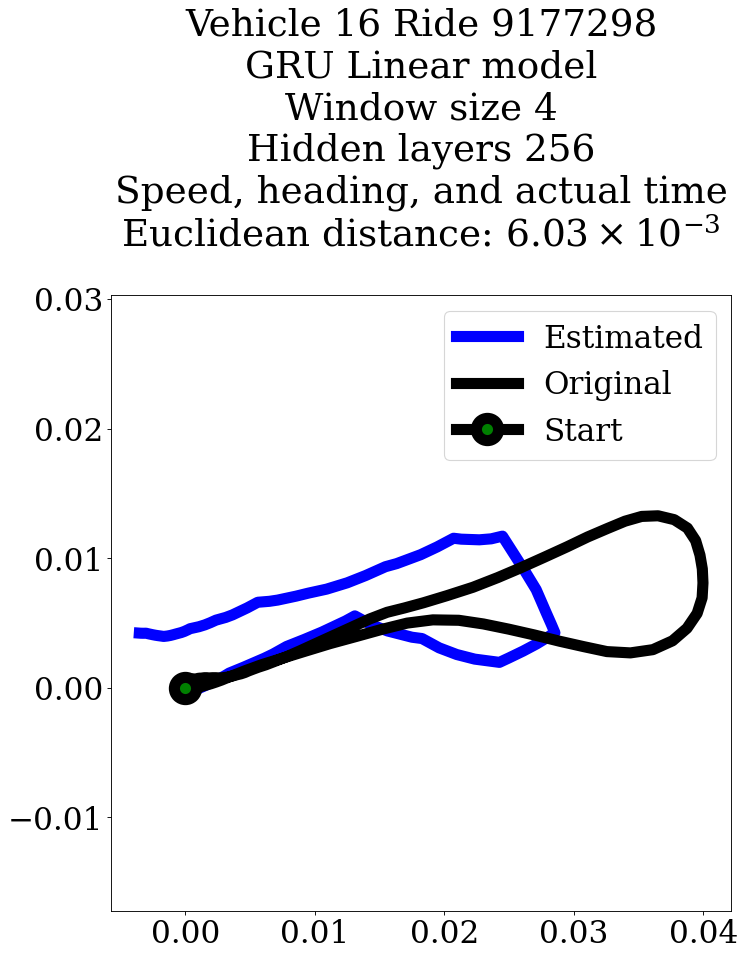 Vehicle 16 Ride 9177298
GRU Linear model
Window size 4
Hidden layers 256
Speed, heading, and actual time
Euclidean distance: 6.03 × 10⁻³
0.03
Estimated
Original
Start
0.02
0.01
0.00
−0.01
0.00 0.01 0.02 0.03 0.04